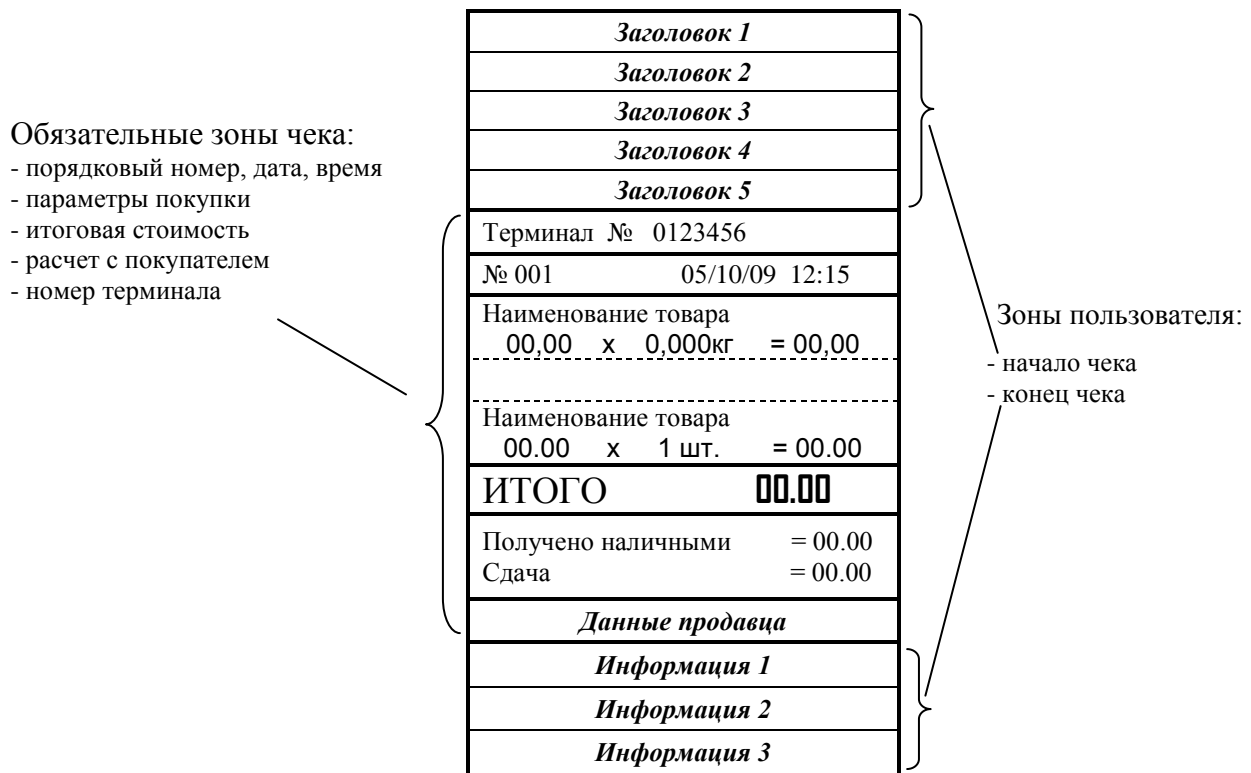 Заголовок 1
Заголовок 2
Заголовок 3
Заголовок 4
Заголовок 5
Обязательные зоны чека:
- порядковый номер, дата, время
- параметры покупки
- итоговая стоимость
- расчет с покупателем
- номер терминала
Терминал № 0123456
№ 001 05/10/09 12:15
Наименование товара
00,00 х 0,000кг = 00,00
Наименование товара
00.00 х 1 шт. = 00.00
ИТОГО 00.00
Получено наличными = 00.00
Сдача = 00.00
Данные продавца
Информация 1
Информация 2
Информация 3
Зоны пользователя:
- начало чека
- конец чека